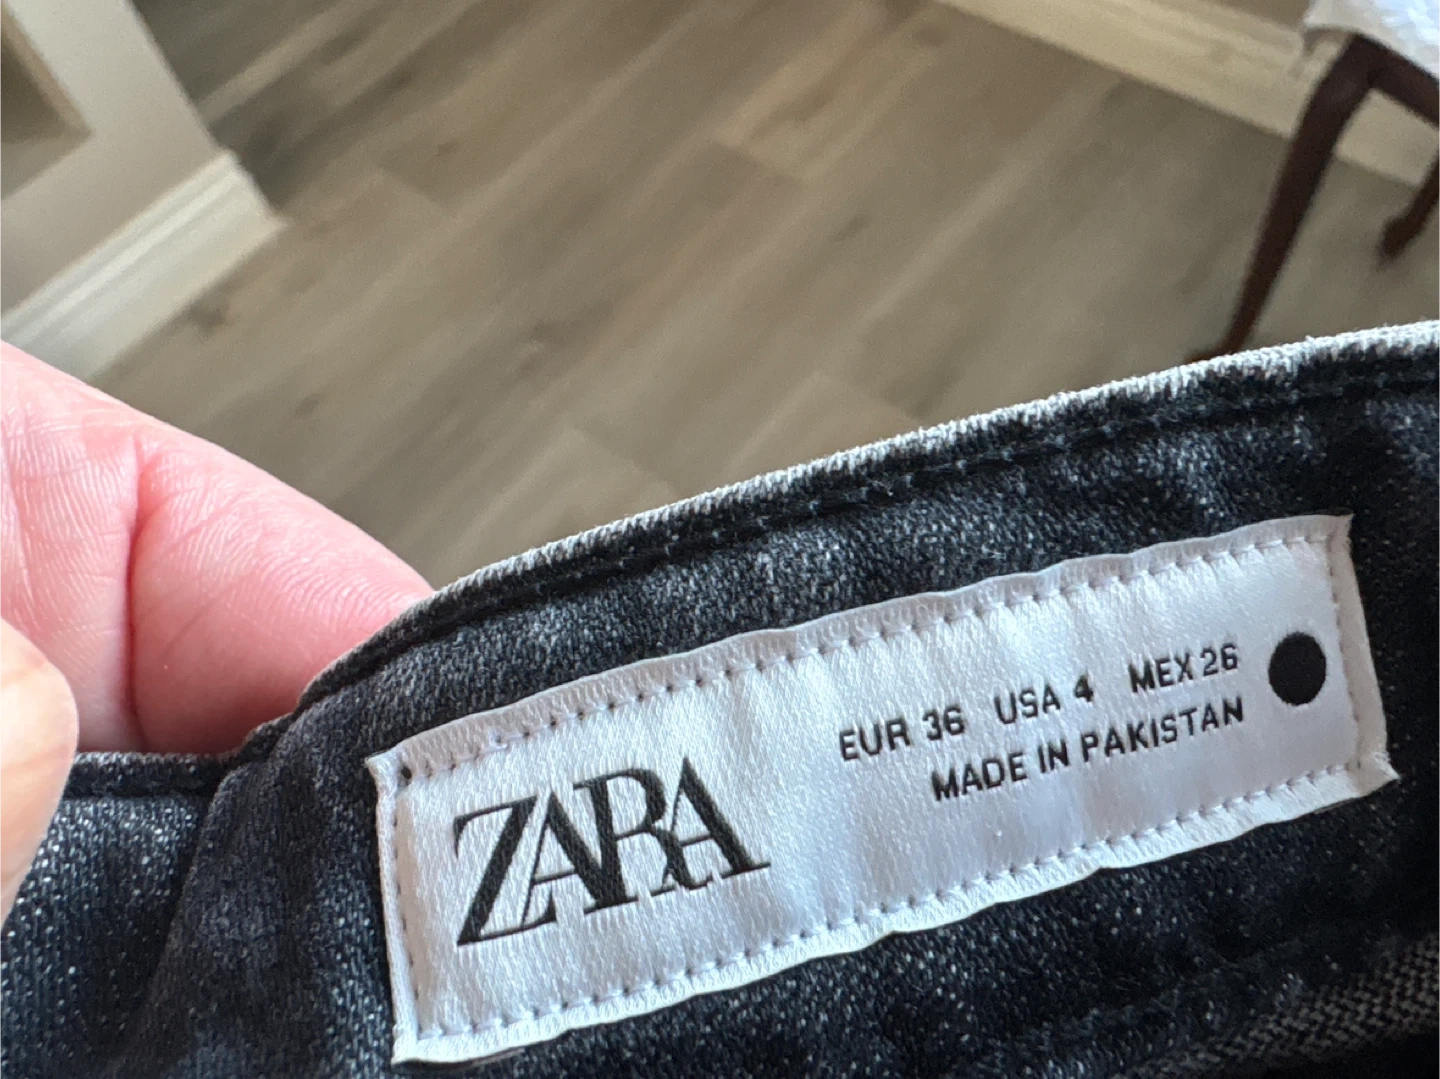 ZARA
EUR 36 USA 4 MEX 26
MADE IN PAKISTAN